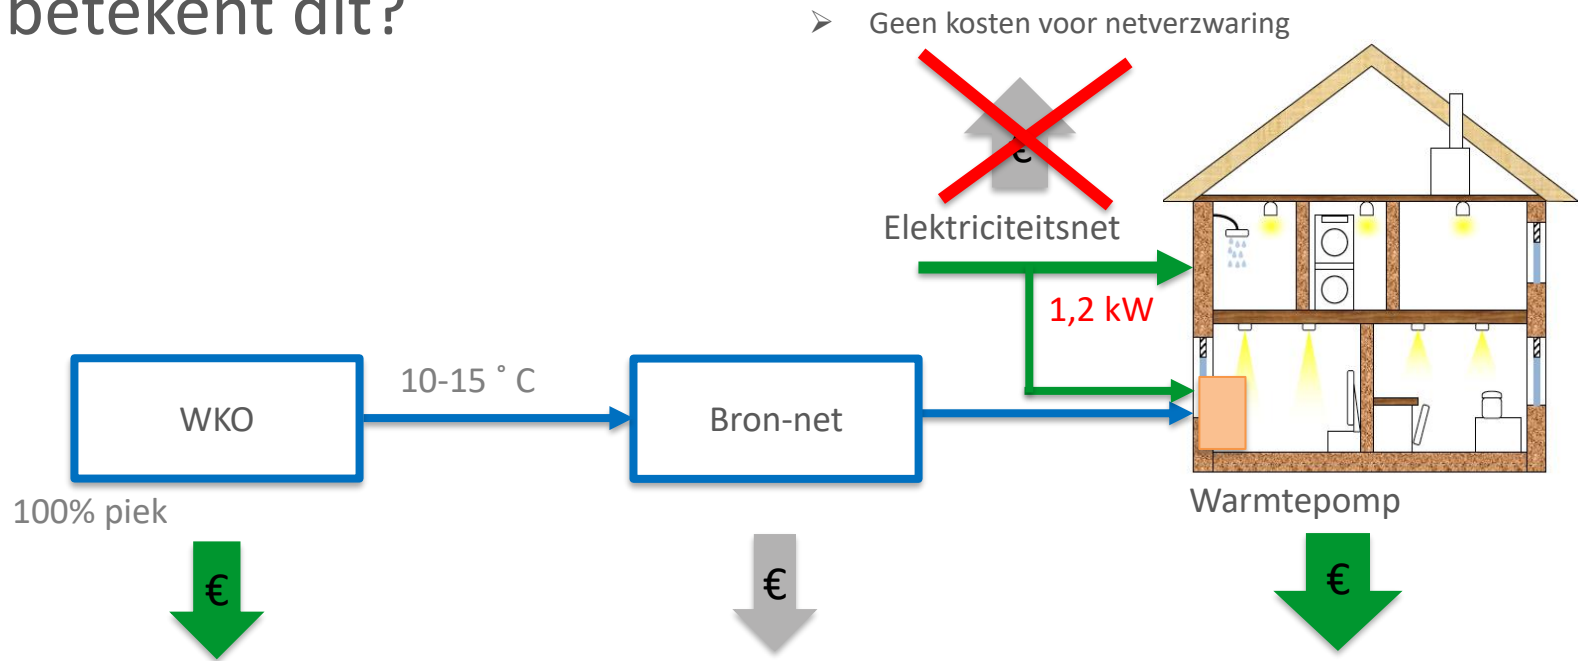 betekent dit?
➢ Geen kosten voor netverzwaring
€
Elektriciteitsnet
1,2 kW
10-15 ° C
WKO
Bron-net
100% piek
Warmtepomp
€
€
€